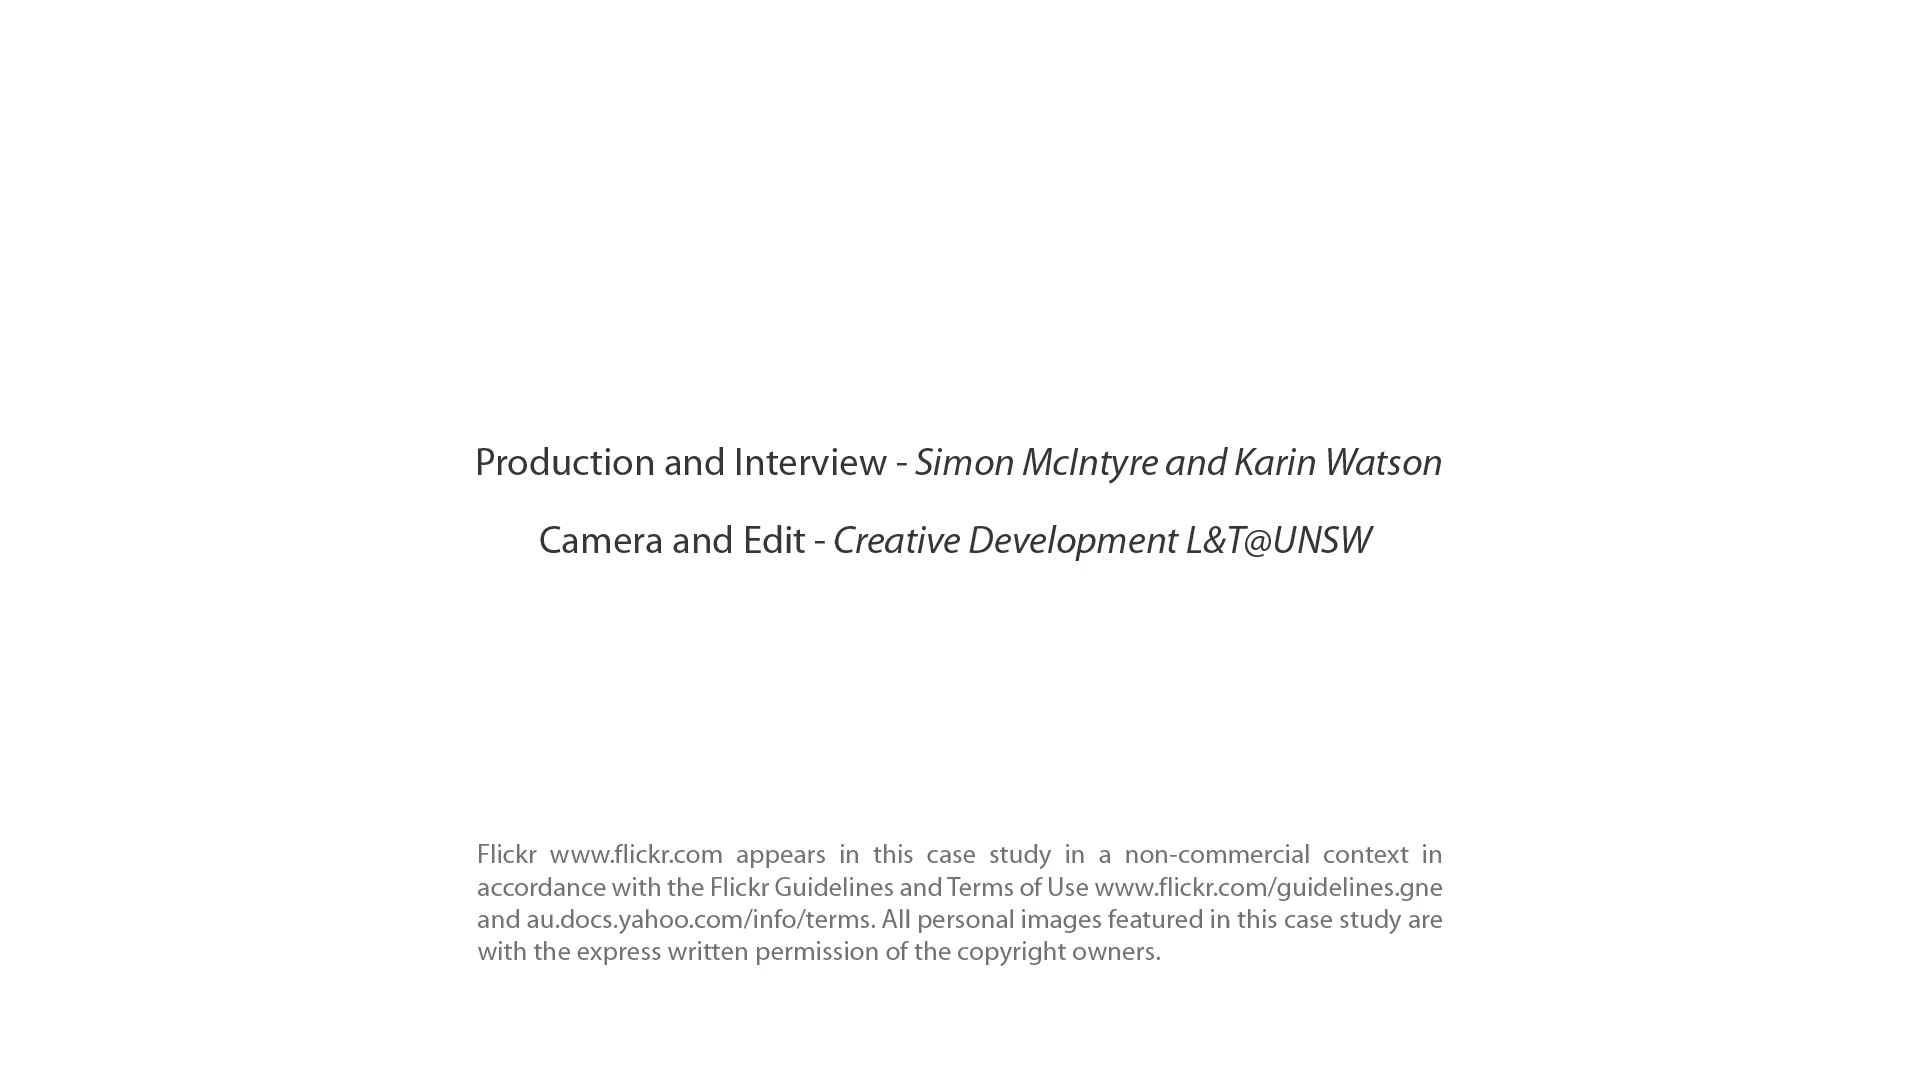 Production and Interview - Simon McIntyre and Karin Watson
Camera and Edit - Creative Development L&T@UNSW
Flickr www.flickr.com appears in this case study in a non-commercial context in
accordance with the Flickr Guidelines and Terms of Use www.flickr.com/guidelines.gne
and au.docs.yahoo.com/info/terms. All personal images featured in this case study are
with the express written permission of the copyright owners.